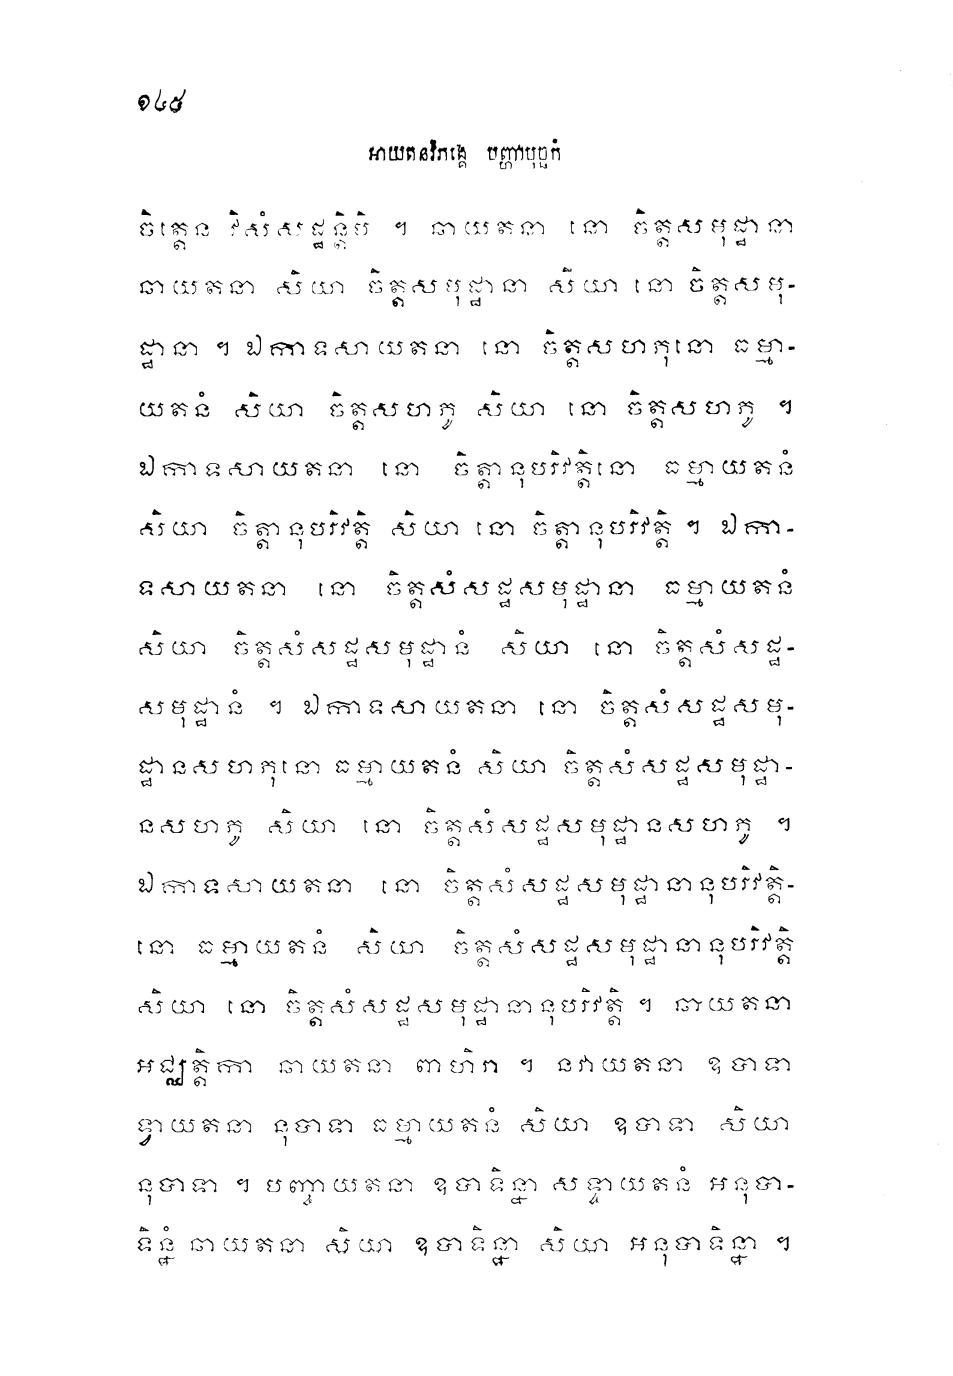 ១៤៥
អាយតនវិភង្គេ បញ្ហាបុច្ឆកំ
ចិត្តេន វិសំសដ្ឋន្តិបិ ។ ឆាយតនា នោ ចិត្តសមុដ្ឋានា
ឆាយតនា សិយា ចិត្តសមុដ្ឋានា សិយា នោ ចិត្តសមុ-
ដ្ឋានា ។ ឯកាទសាយតនា នោ ចិត្តសហភុនោ ធម្មា-
យតនំ សិយា ចិត្តសហភូ សិយា នោ ចិត្តសហភូ ។
ឯកាទសាយតនា នោ ចិត្តានុបរិវត្តិនោ ធម្មាយតនំ
សិយា ចិត្តានុបរិវត្តិ សិយា នោ ចិត្តានុបរិវត្តិ ។ ឯកា-
ទសាយតនា នោ ចិត្តសំសដ្ឋសមុដ្ឋានា ធម្មាយតនំ
សិយា ចិត្តសំសដ្ឋសមុដ្ឋានំ សិយា នោ ចិត្តសំសដ្ឋ-
សមុដ្ឋានំ ។ ឯកាទសាយតនា នោ ចិត្តសំសដ្ឋសមុ-
ដ្ឋានសហភុនោ ធម្មាយតនំ សិយា ចិត្តសំសដ្ឋសមុដ្ឋា-
នសហភូ សិយា នោ ចិត្តសំសដ្ឋសមុដ្ឋានសហភូ ។
ឯកាទសាយតនា នោ ចិត្តសំសដ្ឋសមុដ្ឋានានុបរិវត្តិ-
នោ ធម្មាយតនំ សិយា ចិត្តសំសដ្ឋសមុដ្ឋានានុបរិវត្តិ
សិយា នោ ចិត្តសំសដ្ឋសមុដ្ឋានានុបរិវត្តិ ។ ឆាយតនា
អជ្ឈត្តិកា ឆាយតនា ពាហិរា ។ នវាយតនា ឧបាទា
ទ្វាយតនា នុបាទា ធម្មាយតនំ សិយា ឧបាទា សិយា
នុបាទា ។ បញ្ចាយតនា ឧបាទិន្នា សទ្ទាយតនំ អនុបា-
ទិន្នំ ឆាយតនា សិយា ឧបាទិន្នា សិយា អនុបាទិន្នា ។